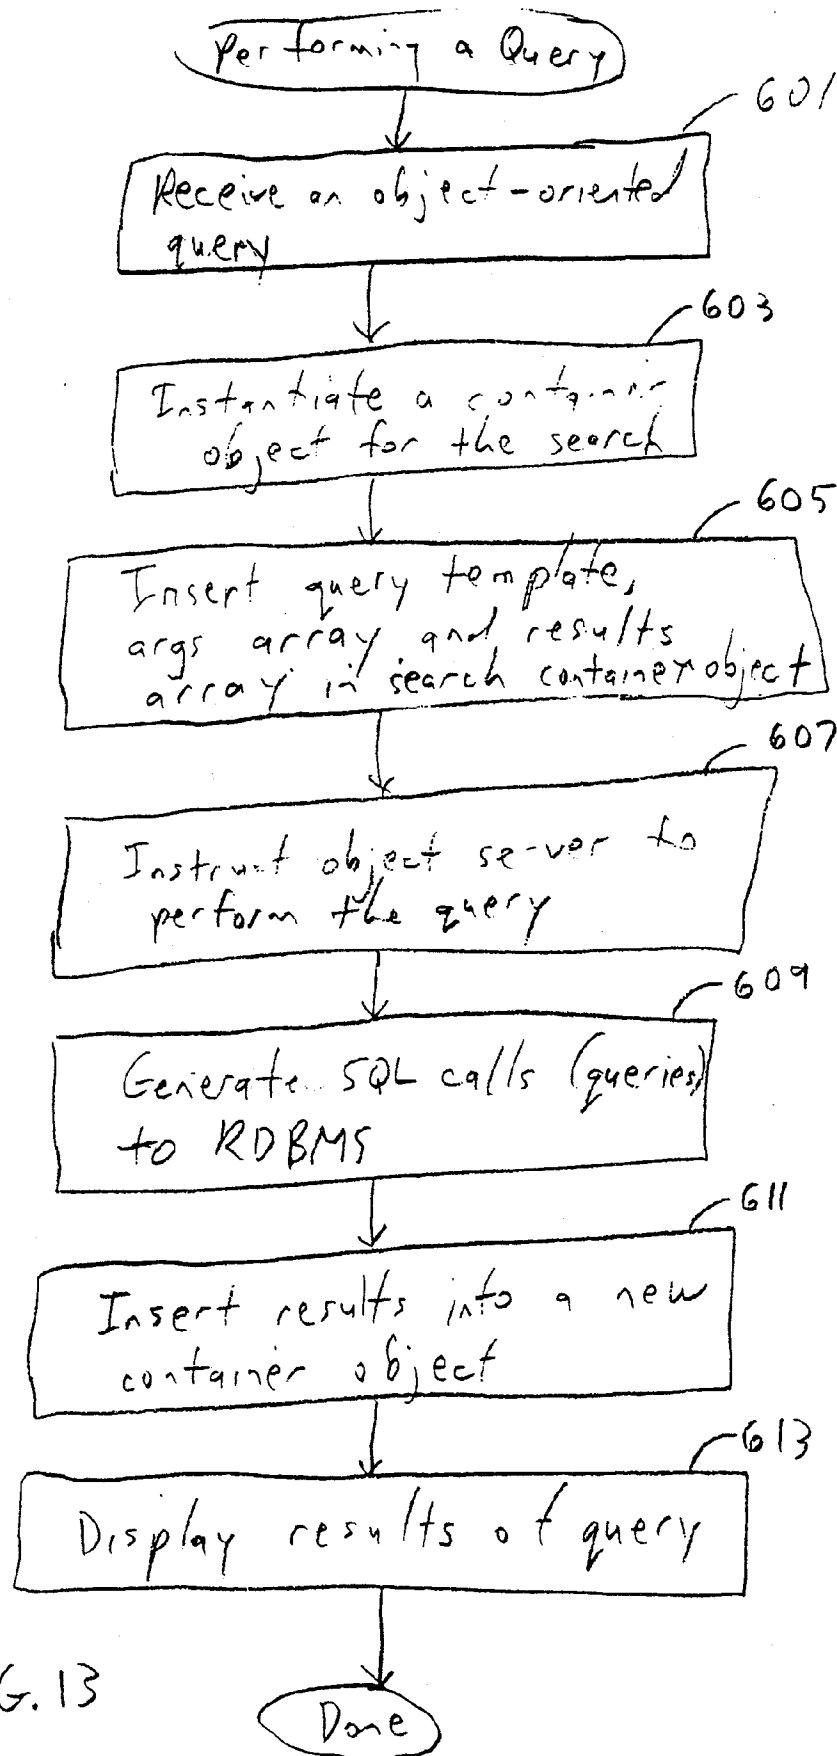 Performing a Query
601
Receive an object-oriented
query
603
Instantiate a container
object for the search
605
Insert query template,
args array and results
array in search container object
607
Instruct object server to
perform the query
609
Generate SQL calls (queries)
to RDBMS
611
Insert results into a new
container object
613
Display results of query
G. 13
Done